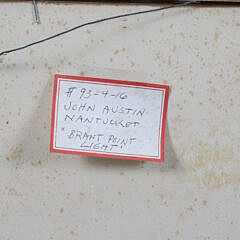 # 93-4-16
JOHN AUSTIN
NANTUCKET
"BRANT POINT
LIGHT"